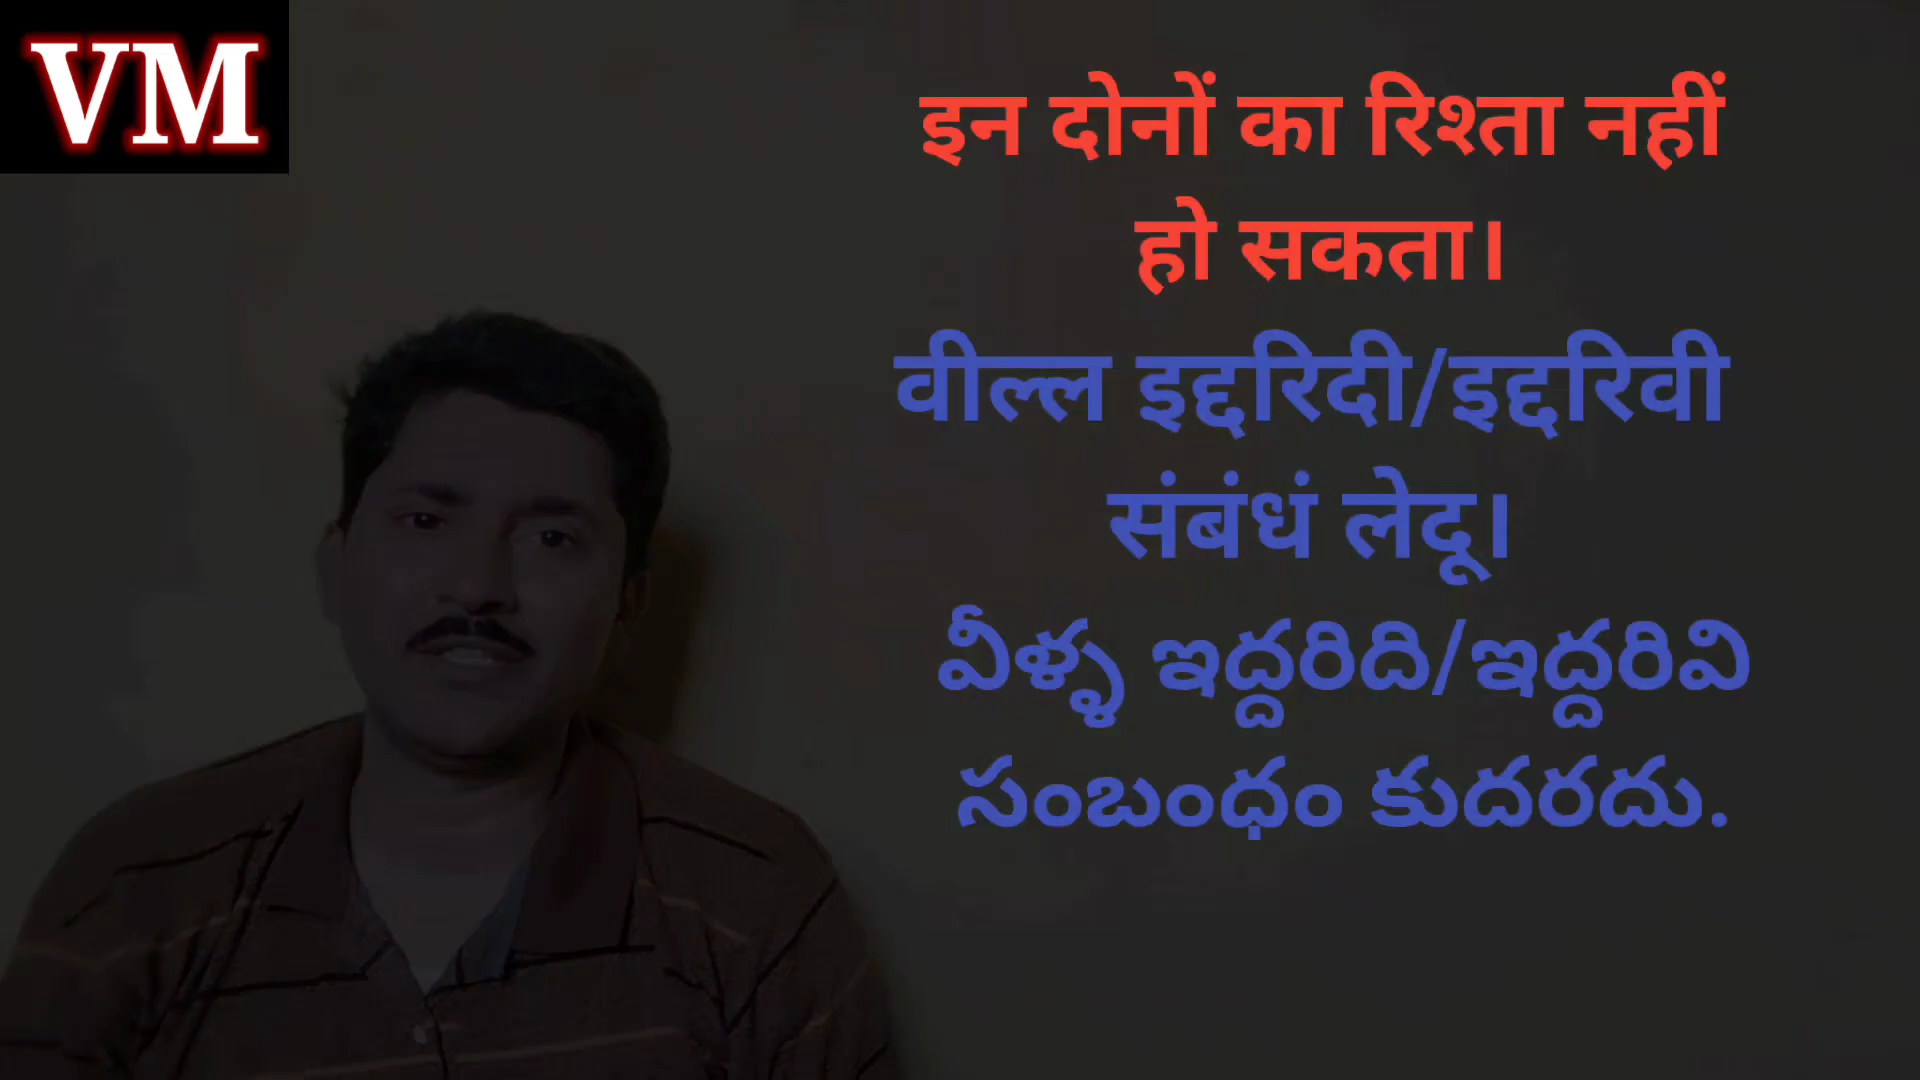 VM
इन दोनों का रिश्ता नहीं
हो सकता।
वील्ल इद्दरिदी/इद्दरिवी
संबंधं लेदू।
వీళ్ళ ఇద్దరిది/ఇద్దరివి
సంబంధం కుదరదు.